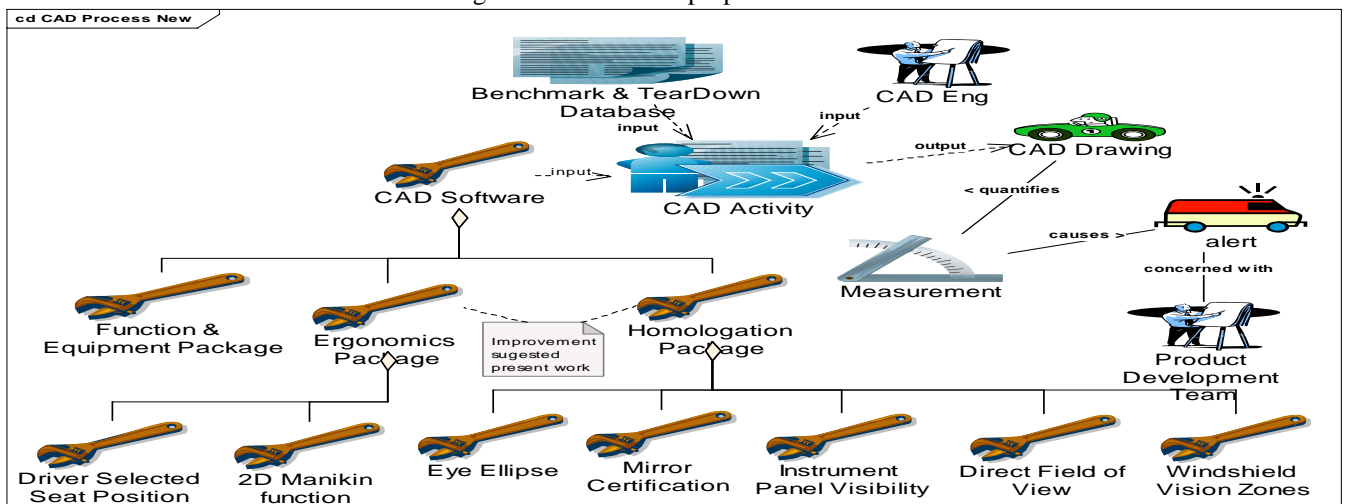 cd CAD Process New
Benchmark & TearDown
Database
CAD Eng
input
input
output
CAD Drawing
CAD Software
input
CAD Activity
< quantifies
causes >
alert
Measurement
concerned with
Function &
Equipment Package
Ergonomics
Package
Improvement
sugested
present work
Homologation
Package
Product
Development
Team
Driver Selected
Seat Position
2D Manikin
function
Eye Ellipse
Mirror
Certification
Instrument
Panel Visibility
Direct Field of
View
Windshield
Vision Zones